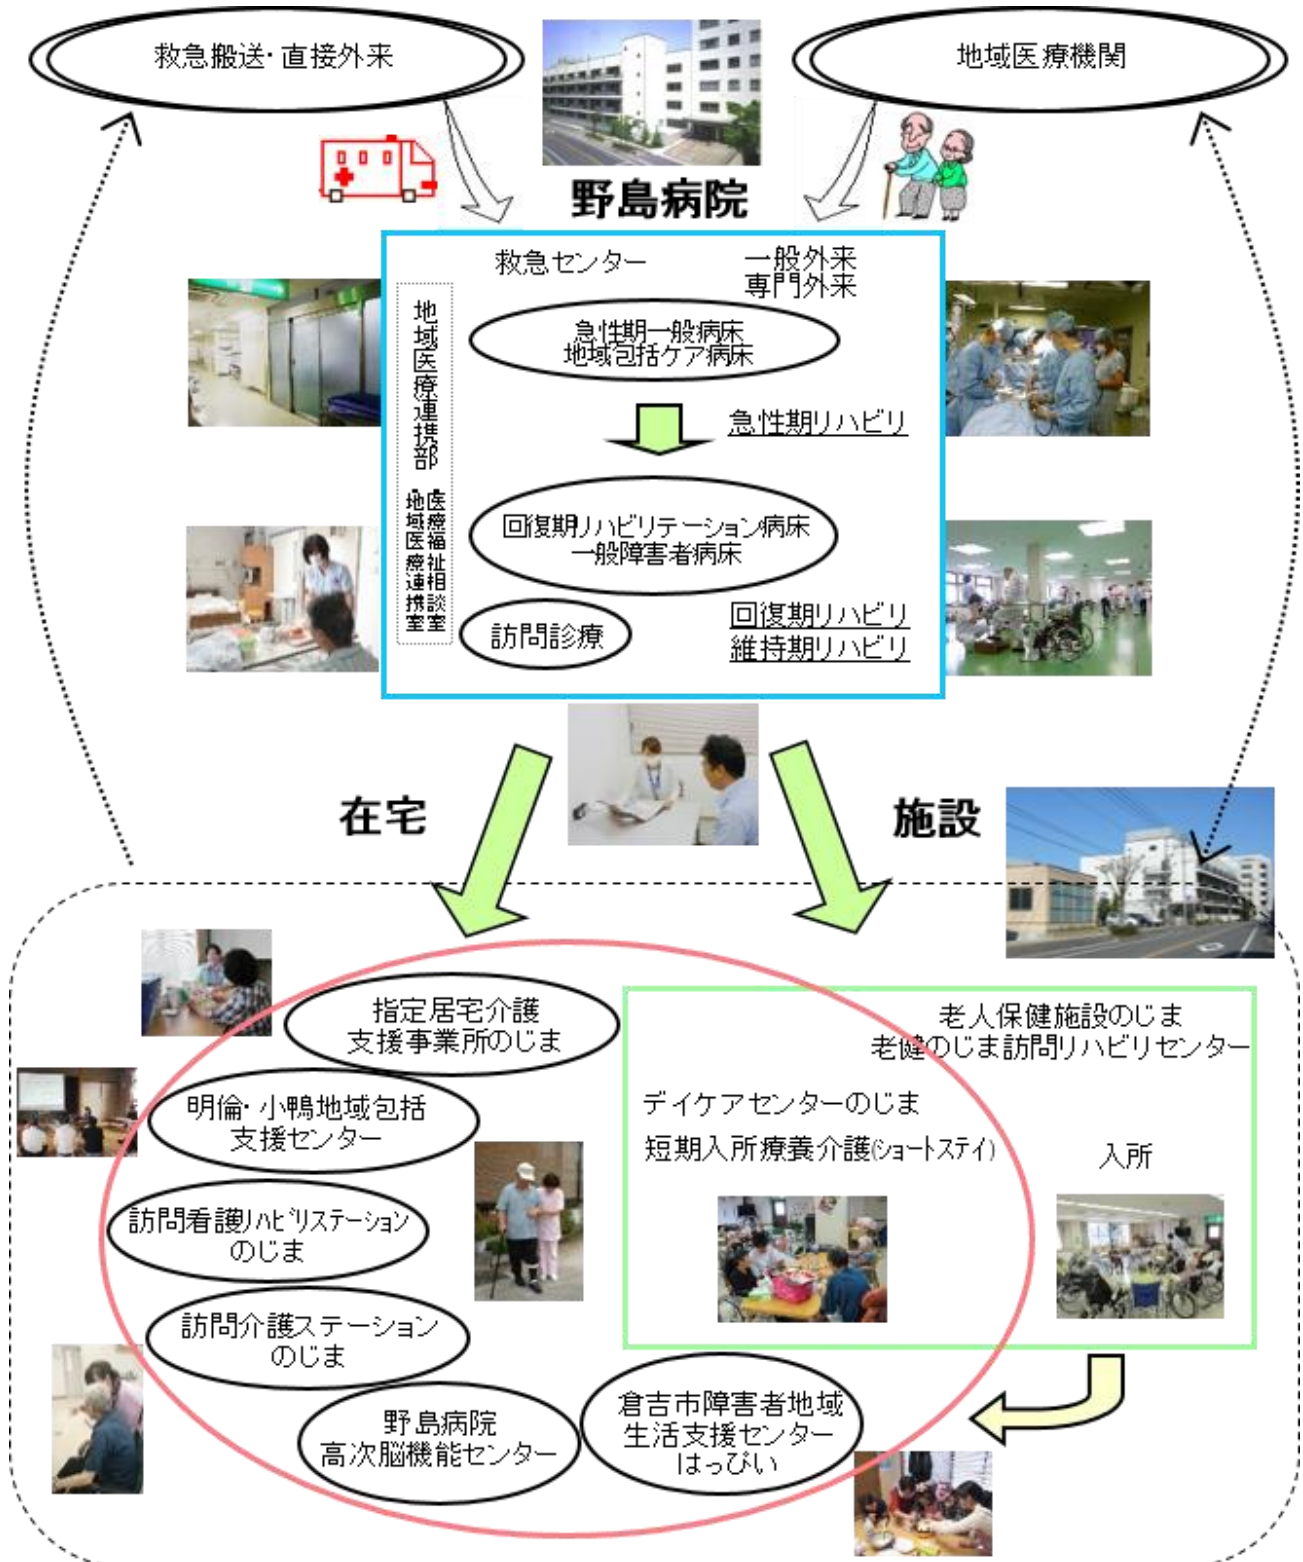 救急搬送・直接外来
地域医療機関
野島病院
救急センター
一般外来
専門外来
地域医療連携部
・地域医療連携室
・医療福祉相談室
急性期一般病床
地域包括ケア病床
急性期リハビリ
回復期リハビリテーション病床
一般障害者病床
訪問診療
回復期リハビリ
維持期リハビリ
在宅
施設
指定居宅介護
支援事業所のじま
明倫・小鴨地域包括
支援センター
訪問看護リハビリステーション
のじま
訪問介護ステーション
のじま
野島病院
高次脳機能センター
倉吉市障害者地域
生活支援センター
はっぴい
老人保健施設のじま
老健のじま訪問リハビリセンター
デイケアセンターのじま
短期入所療養介護(ショートステイ)
入所